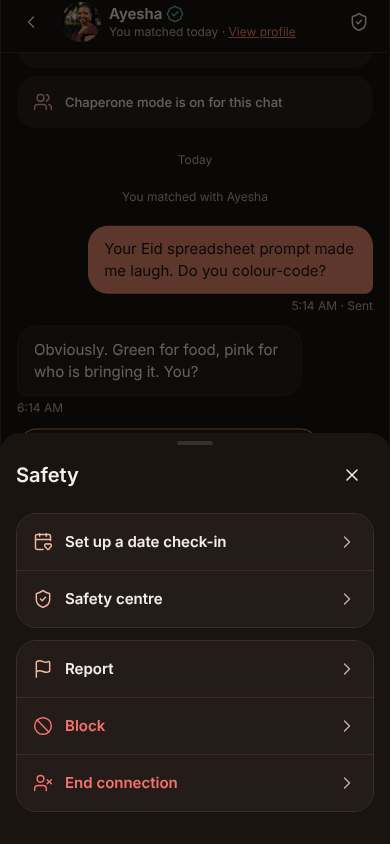 Ayesha
You matched today · View profile
Chaperone mode is on for this chat
Today
You matched with Ayesha
Your Eid spreadsheet prompt made
me laugh. Do you colour-code?
5:14 AM · Sent
Obviously. Green for food, pink for
who is bringing it. You?
6:14 AM
Safety
Set up a date check-in
Safety centre
Report
Block
End connection